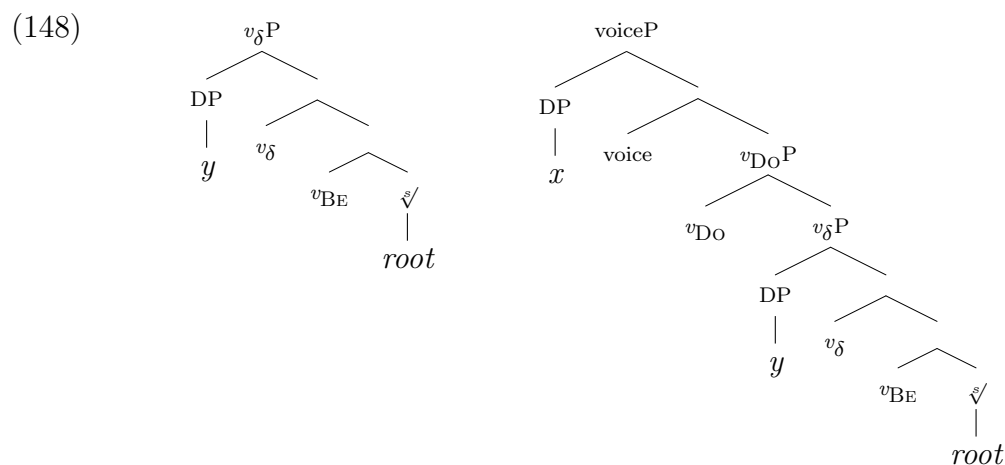 (148)
vδP voiceP
DP DP
y vδ x voice vDOP
vBE ˢ√ vDO vδP
root DP
y vδ
vBE ˢ√
root